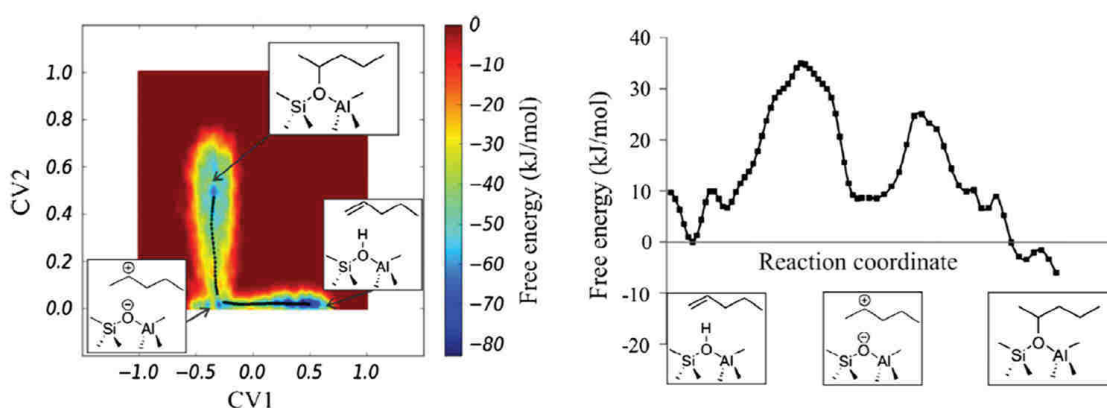 CV2
1.0
0.8
0.6
0.4
0.2
0.0
−1.0 −0.5 0.0 0.5 1.0
CV1
Si O Al
H
Si O Al
⊕
⊖
Si O Al
0
−10
−20
−30
−40
−50
−60
−70
−80
Free energy (kJ/mol)
Free energy (kJ/mol)
40
30
20
10
0
-10
-20
Reaction coordinate
H
Si O Al
⊕
⊖
Si O Al
Si O Al